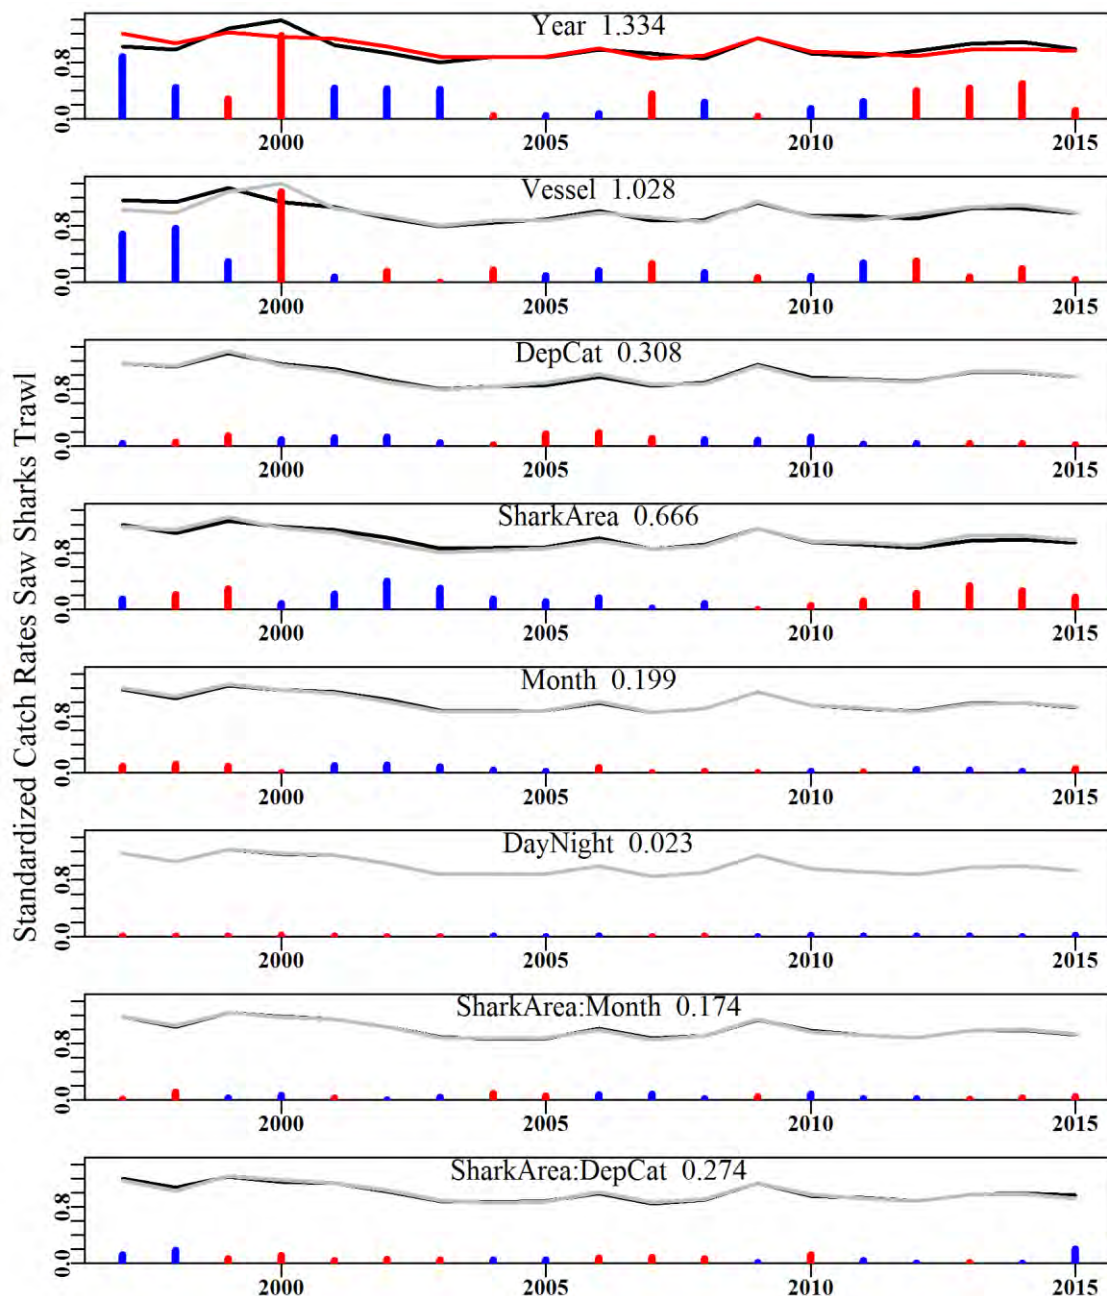 Standardized Catch Rates Saw Sharks Trawl
Year 1.334
0.8
0.0
2000 2005 2010 2015
Vessel 1.028
0.8
0.0
2000 2005 2010 2015
DepCat 0.308
0.8
0.0
2000 2005 2010 2015
SharkArea 0.666
0.8
0.0
2000 2005 2010 2015
Month 0.199
0.8
0.0
2000 2005 2010 2015
DayNight 0.023
0.8
0.0
2000 2005 2010 2015
SharkArea:Month 0.174
0.8
0.0
2000 2005 2010 2015
SharkArea:DepCat 0.274
0.8
0.0
2000 2005 2010 2015